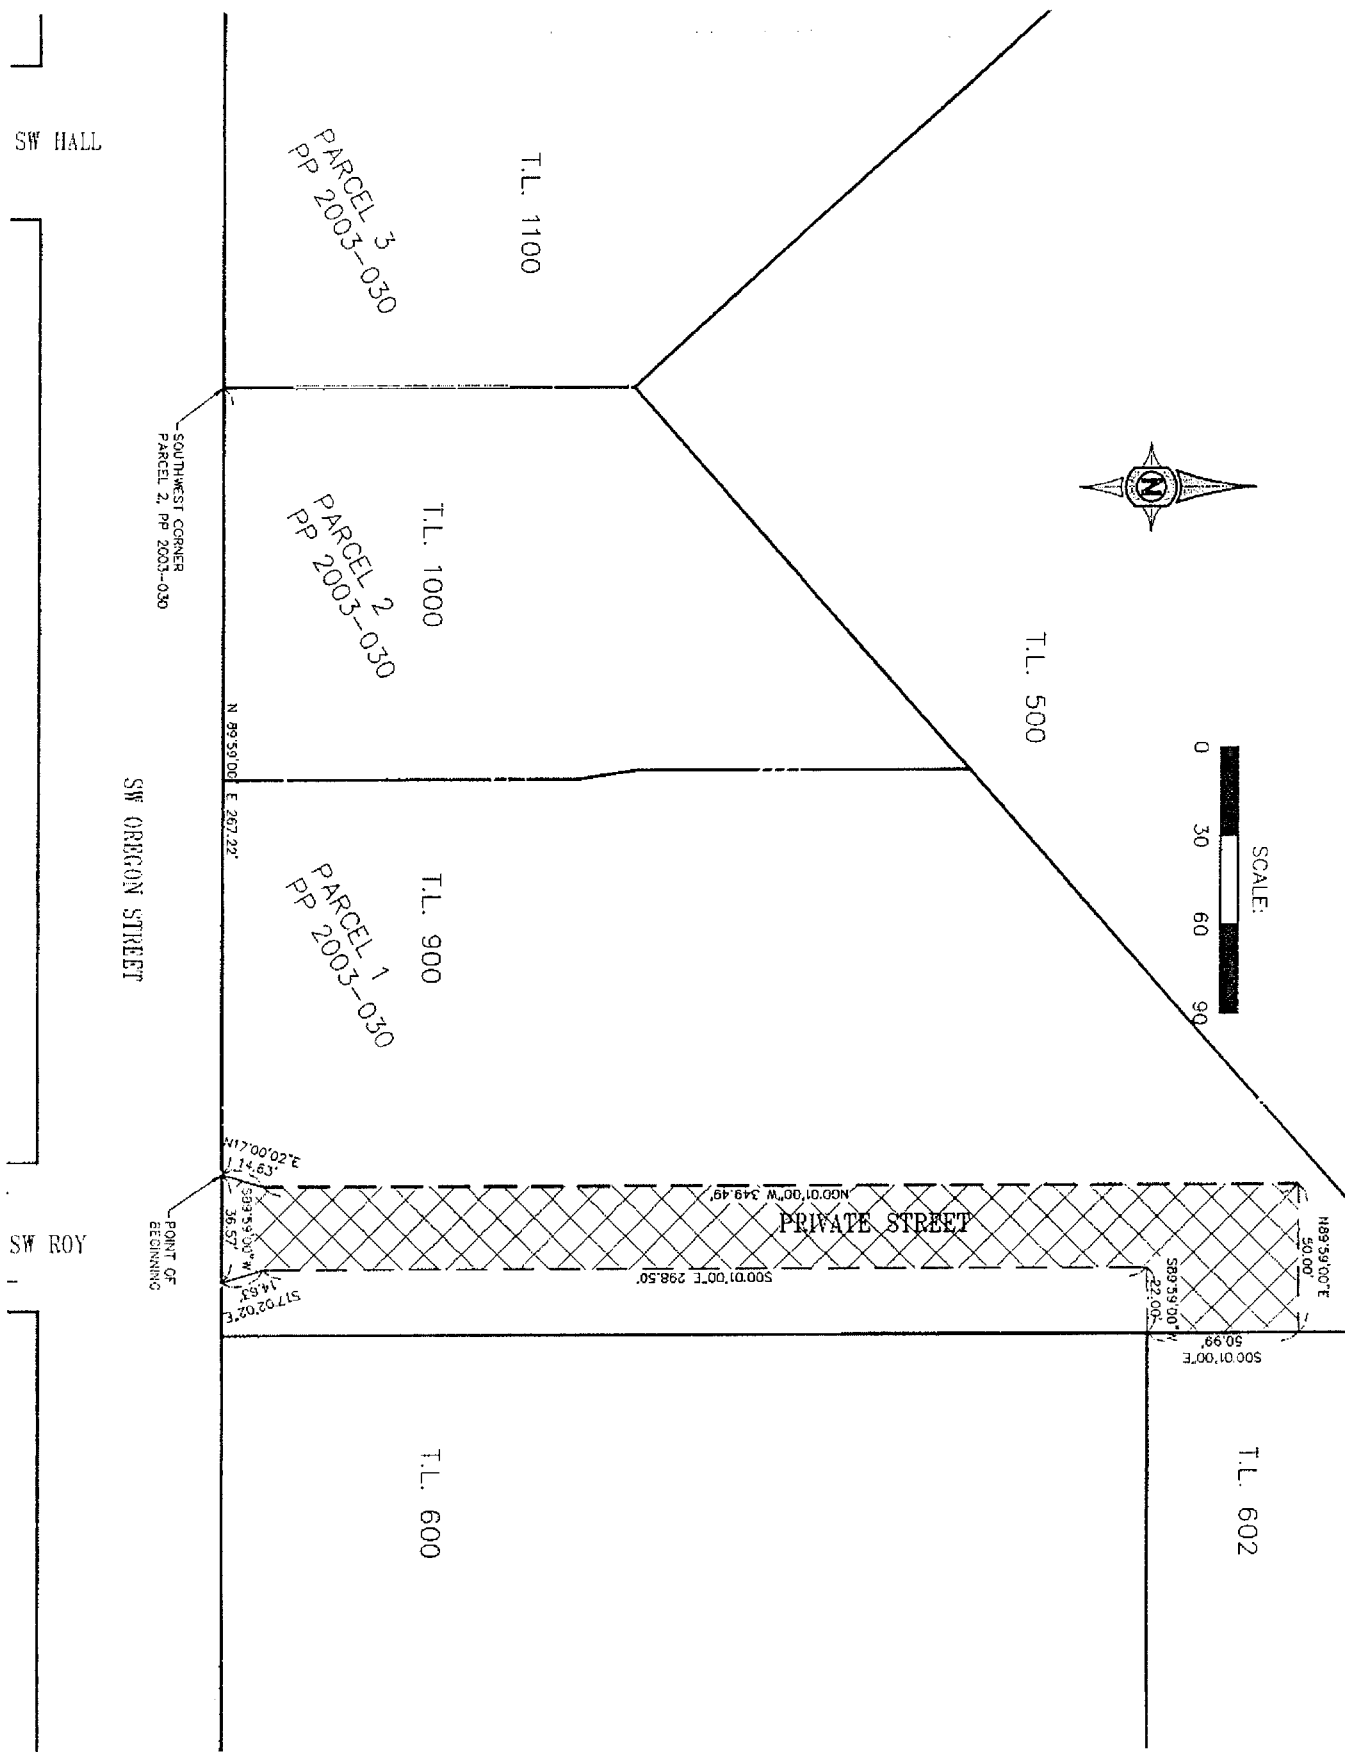 SW HALL
PARCEL 3
PP 2003-030
T.L. 1100
SOUTHWEST CORNER
PARCEL 2, PP 2003-030
PARCEL 2
PP 2003-030
T.L. 1000
N
T.L. 500
SCALE:
0 30 60 90
N 89°59'00" E 267.22'
SW OREGON STREET
PARCEL 1
PP 2003-030
T.L. 900
N17°00'02"E
14.63'
S89°59'00"W
36.57'
S17°02'02"E
14.63'
POINT OF
BEGINNING
SW ROY
N00°01'00"W 349.49'
PRIVATE STREET
S00°01'00"E 298.50'
N89°59'00"E
50.00'
S89°59'00"W
22.00'
S00°01'00"E
50.99'
T.L. 600
T.L. 602